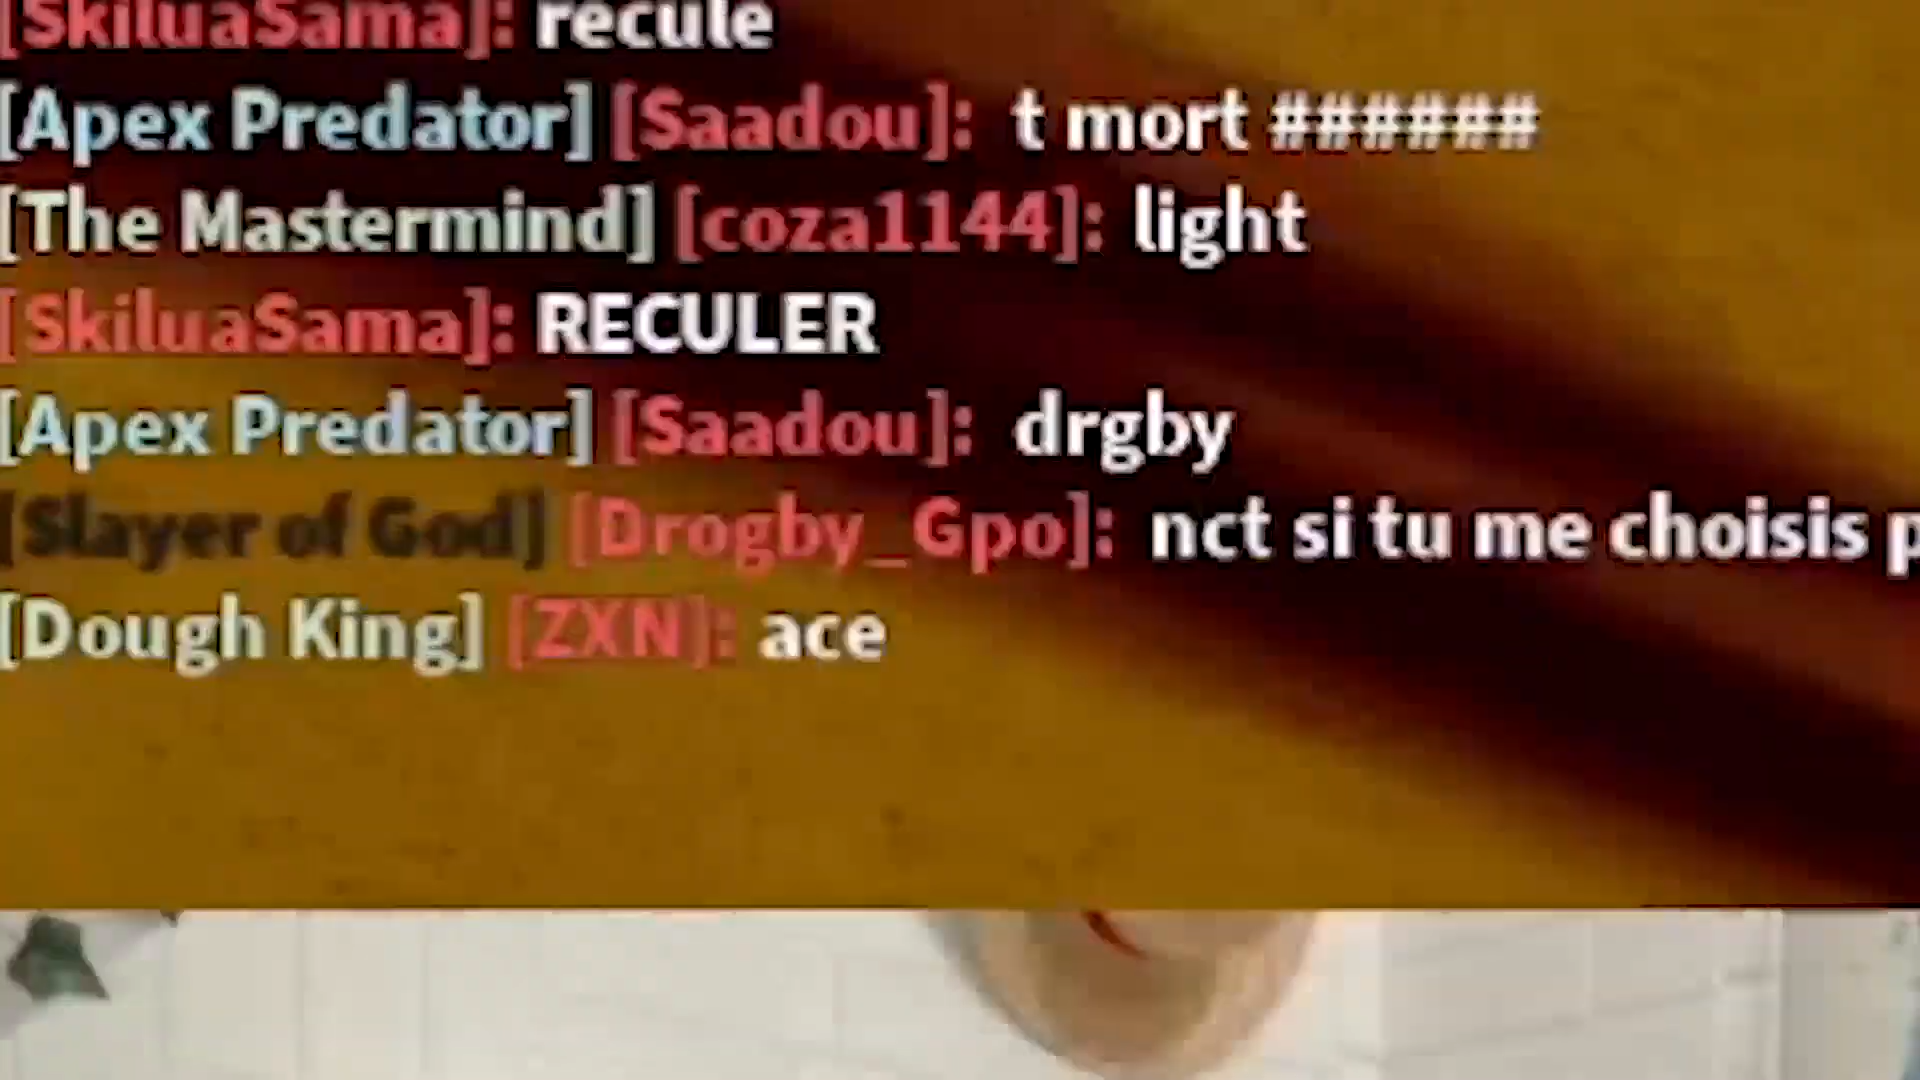 [SkiluaSama]: recule
[Apex Predator] [Saadou]: t mort ######
[The Mastermind] [coza1144]: light
[SkiluaSama]: RECULER
[Apex Predator] [Saadou]: drgby
[Slayer of God] [Drogby_Gpo]: nct si tu me choisis
[Dough King] [ZXN]: ace